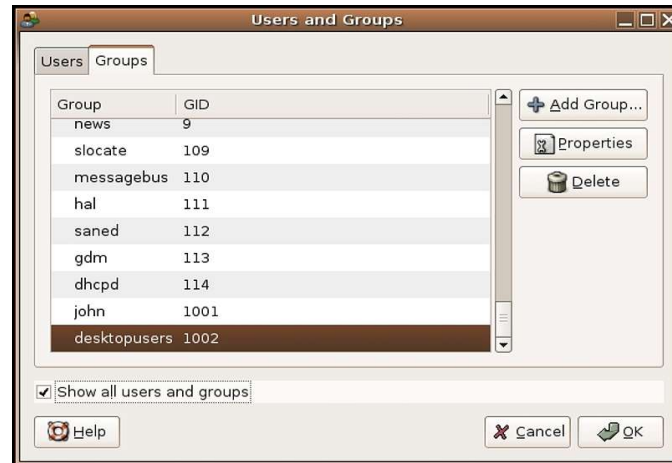 Users and Groups
Users Groups
Group GID
news 9
slocate 109
messagebus 110
hal 111
saned 112
gdm 113
dhcpd 114
john 1001
desktopusers 1002
Add Group...
Properties
Delete
Show all users and groups
Help
Cancel
OK